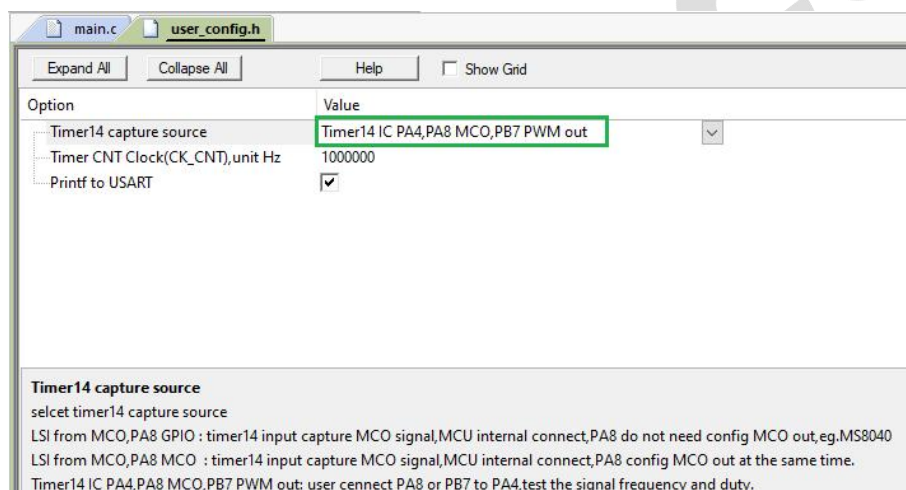 main.c user_config.h
Expand All Collapse All Help Show Grid
Option Value
Timer14 capture source Timer14 IC PA4,PA8 MCO,PB7 PWM out
Timer CNT Clock(CK_CNT),unit Hz 1000000
Printf to USART
Timer14 capture source
selcet timer14 capture source
LSI from MCO,PA8 GPIO : timer14 input capture MCO signal,MCU internal connect,PA8 do not need config MCO out,eg.MS8040
LSI from MCO,PA8 MCO : timer14 input capture MCO signal,MCU internal connect,PA8 config MCO out at the same time.
Timer14 IC PA4,PA8 MCO,PB7 PWM out: user cennect PA8 or PB7 to PA4,test the signal frequency and duty.